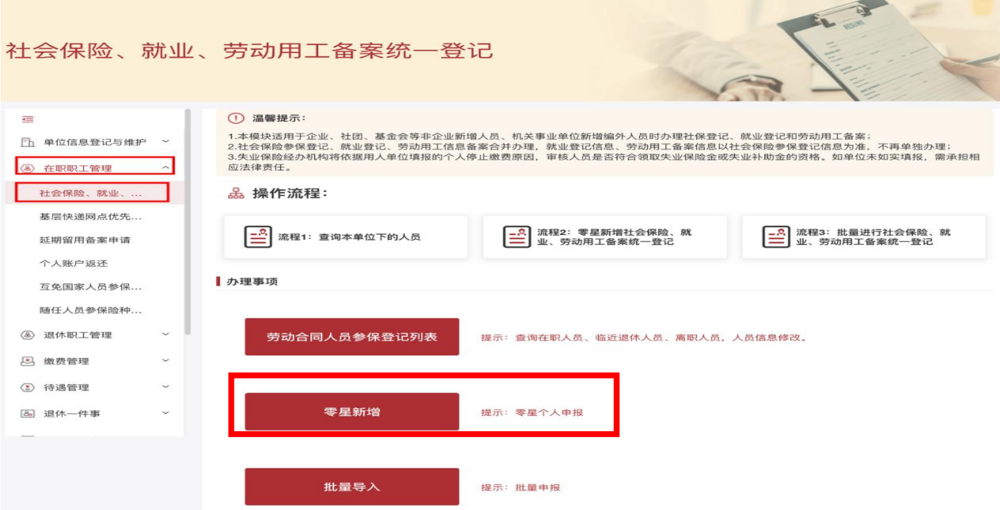 社会保险、就业、劳动用工备案统一登记
RESUME
单位信息登记与维护
在职职工管理
社会保险、就业、...
基层快递网点优先...
延期留用备案申请
个人账户返还
互免国家人员参保...
随任人员参保险种...
退休职工管理
缴费管理
待遇管理
退休一件事
温馨提示：
1.本模块适用于企业、社团、基金会等非企业新增人员、机关事业单位新增编外人员时办理社保登记、就业登记和劳动用工备案；
2.社会保险参保登记、就业登记、劳动用工信息备案合并办理，就业登记信息、劳动用工备案信息以社会保险参保登记信息为准，不再单独办理；
3.失业保险经办机构将依据用人单位填报的个人停止缴费原因，审核人员是否符合领取失业保险金或失业补助金的资格。如单位未如实填报，需承担相
应法律责任。
操作流程：
流程1：查询本单位下的人员
流程2：零星新增社会保险、就
业、劳动用工备案统一登记
流程3：批量进行社会保险、就
业、劳动用工备案统一登记
办理事项
劳动合同人员参保登记列表
提示：查询在职人员、临近退休人员、离职人员，人员信息修改。
零星新增
提示：零星个人申报
批量导入
提示：批量申报